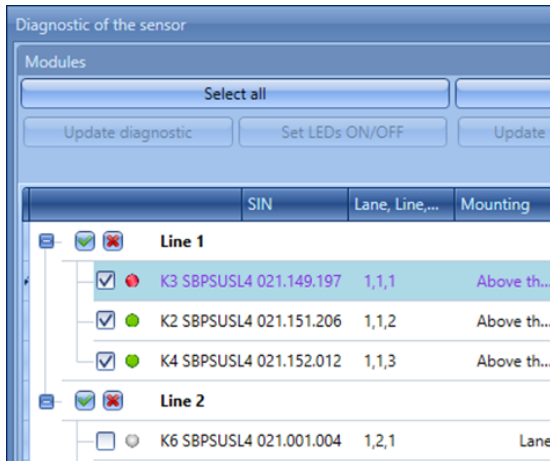 Diagnostic of the sensor
Modules
Select all
Update diagnostic Set LEDs ON/OFF Update
SIN Lane, Line,... Mounting
Line 1
K3 SBPSUSL4 021.149.197 1,1,1 Above th...
K2 SBPSUSL4 021.151.206 1,1,2 Above th...
K4 SBPSUSL4 021.152.012 1,1,3 Above th...
Line 2
K6 SBPSUSL4 021.001.004 1,2,1 Lane